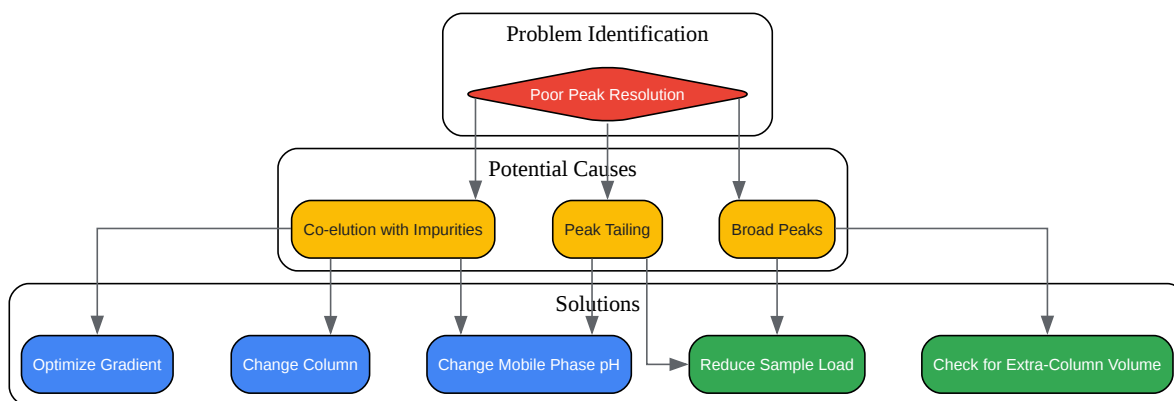 Problem Identification
Poor Peak Resolution
Potential Causes
Co-elution with Impurities
Peak Tailing
Broad Peaks
Solutions
Optimize Gradient
Change Column
Change Mobile Phase pH
Reduce Sample Load
Check for Extra-Column Volume